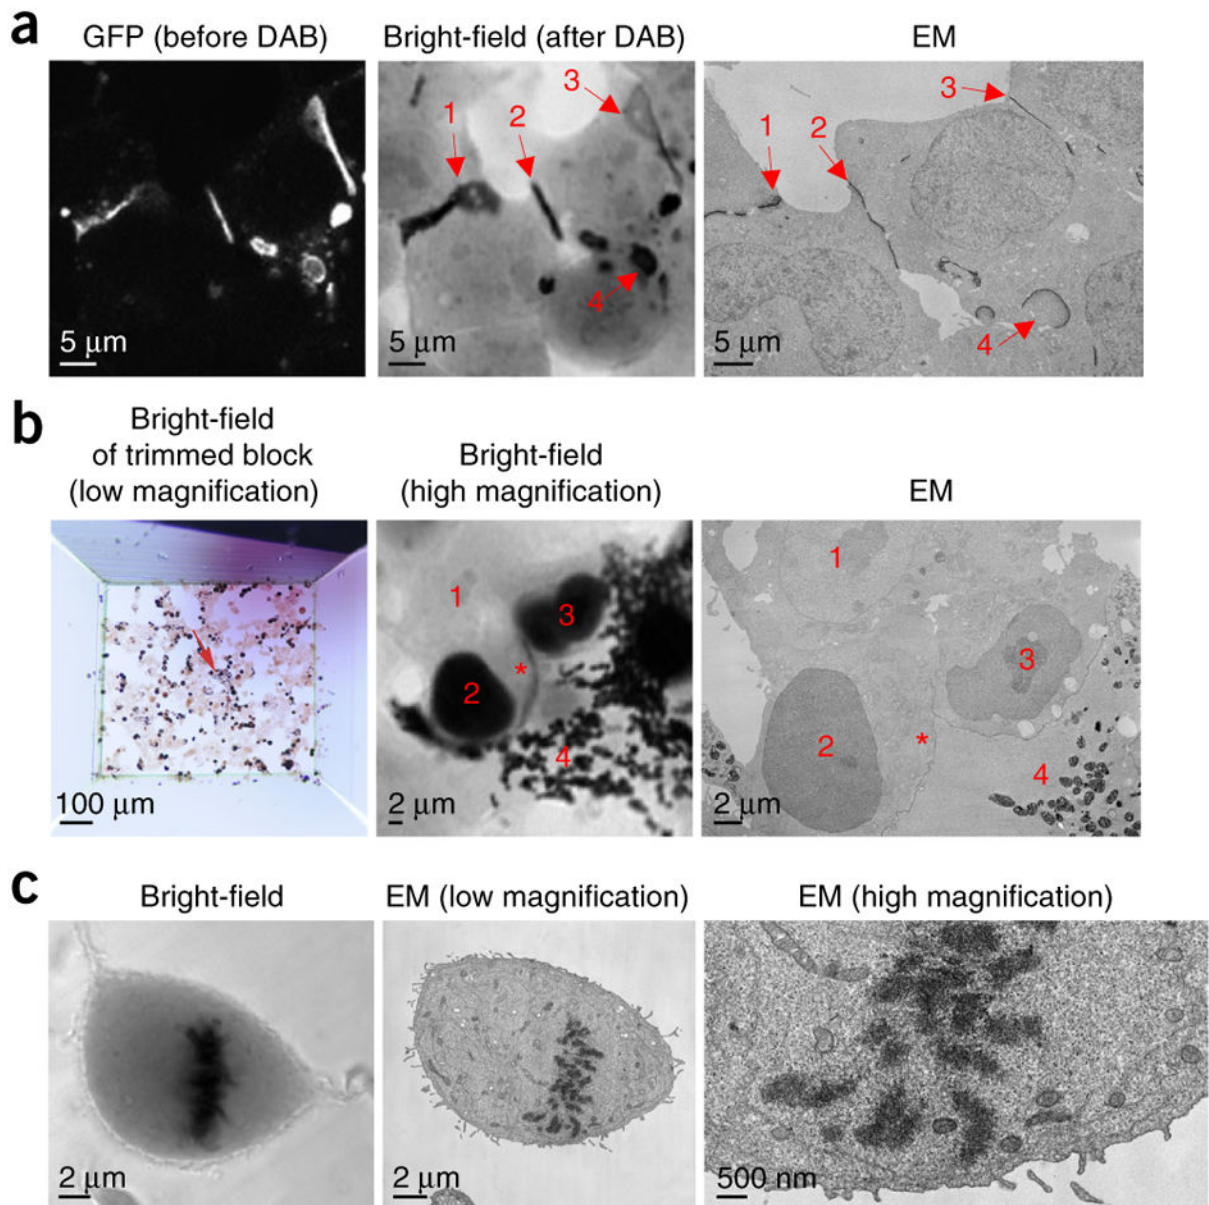 a
GFP (before DAB)
Bright-field (after DAB)
EM
1
2
3
4
1
2
3
4
5 μm
5 μm
5 μm
b
Bright-field
of trimmed block
(low magnification)
Bright-field
(high magnification)
EM
1
2
3
*
4
1
2
3
*
4
100 μm
2 μm
2 μm
c
Bright-field
EM (low magnification)
EM (high magnification)
2 μm
2 μm
500 nm